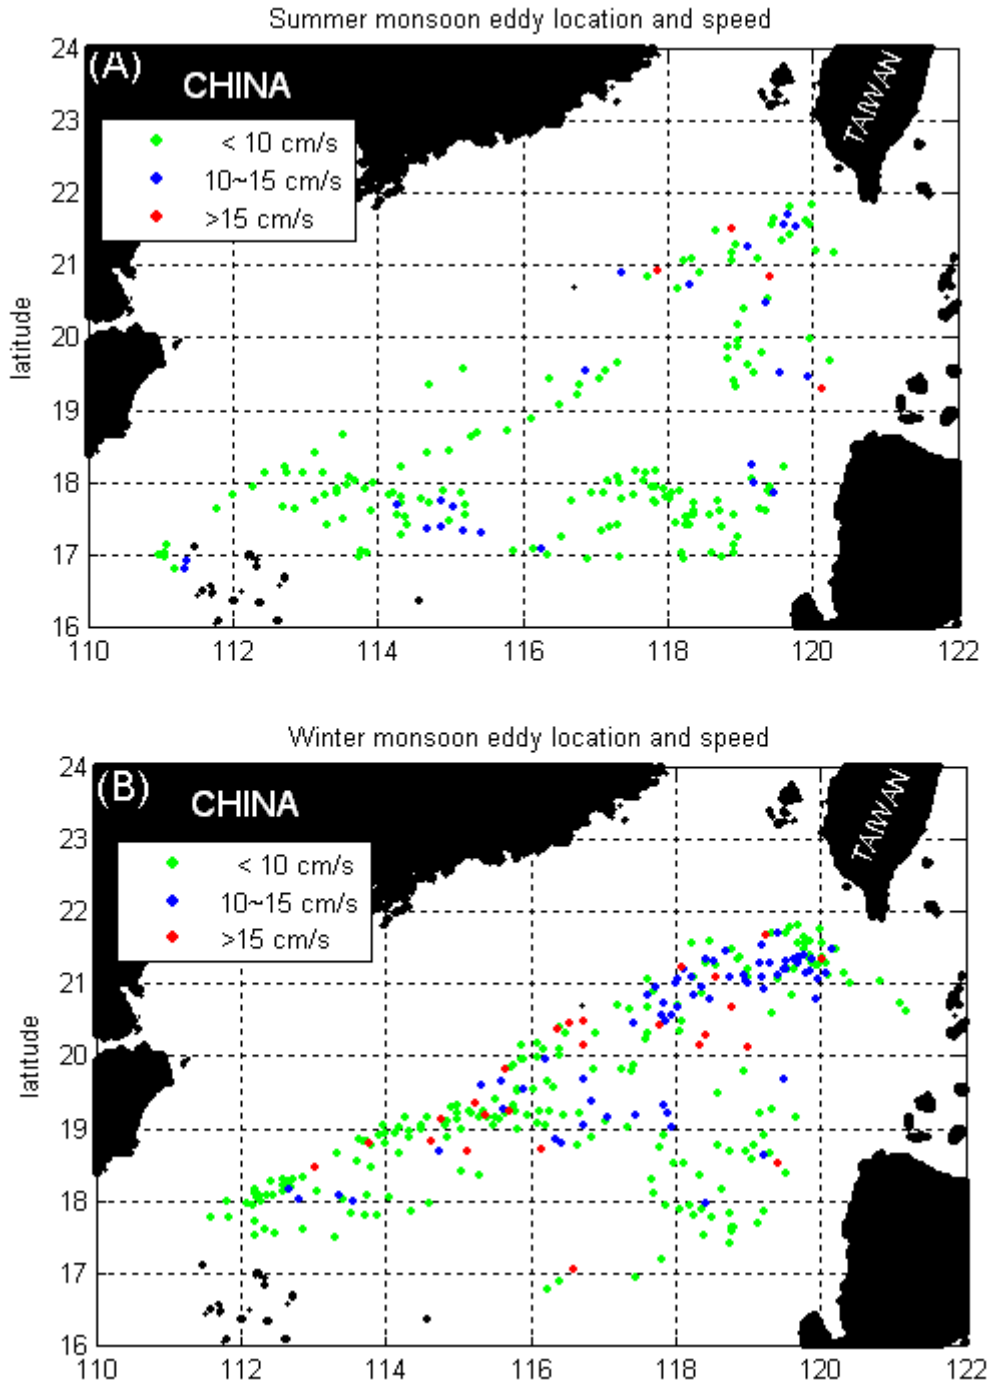 Summer monsoon eddy location and speed
24
(A)
CHINA
TAIWAN
23
< 10 cm/s
10~15 cm/s
>15 cm/s
22
21
latitude
20
19
18
17
16
110 112 114 116 118 120 122
Winter monsoon eddy location and speed
24
(B)
CHINA
TAIWAN
23
< 10 cm/s
10~15 cm/s
>15 cm/s
22
21
latitude
20
19
18
17
16
110 112 114 116 118 120 122